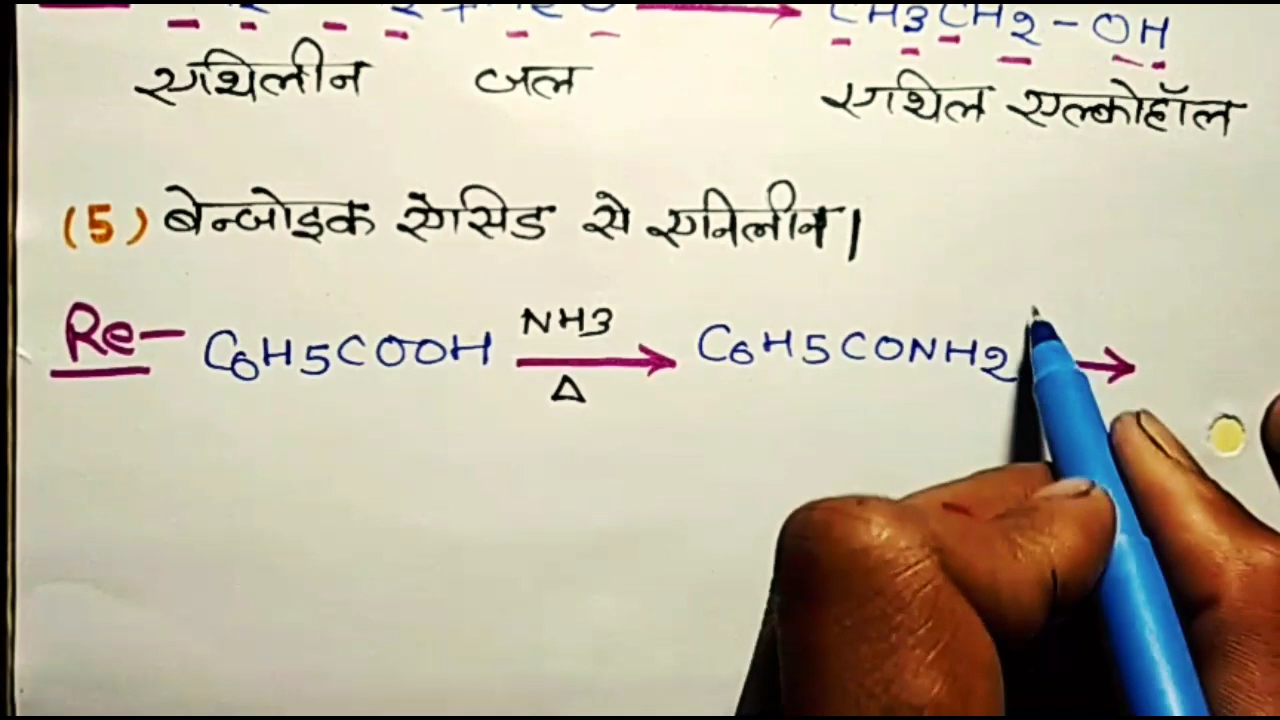 CH3CH2-OH
एथिलीन जल एथिल एल्कोहॉल
(5) बेन्जोइक ऐसिड से एनिलीन।
Re- C6H5COOH NH3 Δ C6H5CONH2